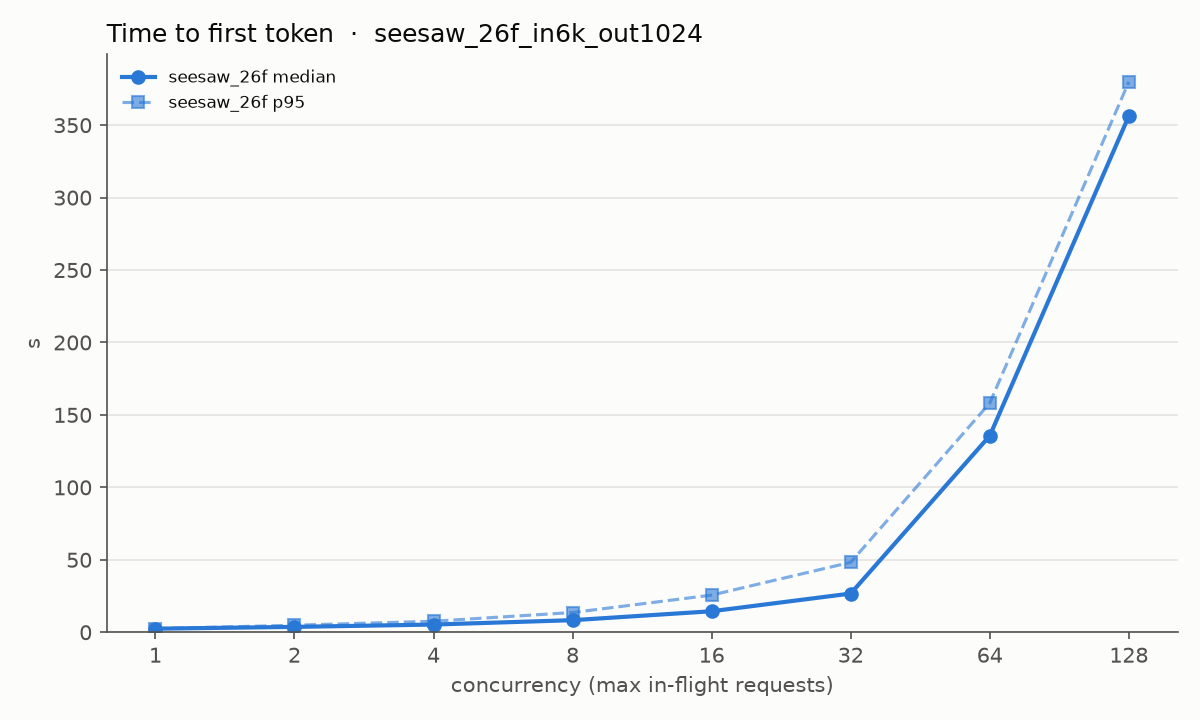 Time to first token · seesaw_26f_in6k_out1024
seesaw_26f median
seesaw_26f p95
350
300
250
200
150
100
50
0
s
1 2 4 8 16 32 64 128
concurrency (max in-flight requests)